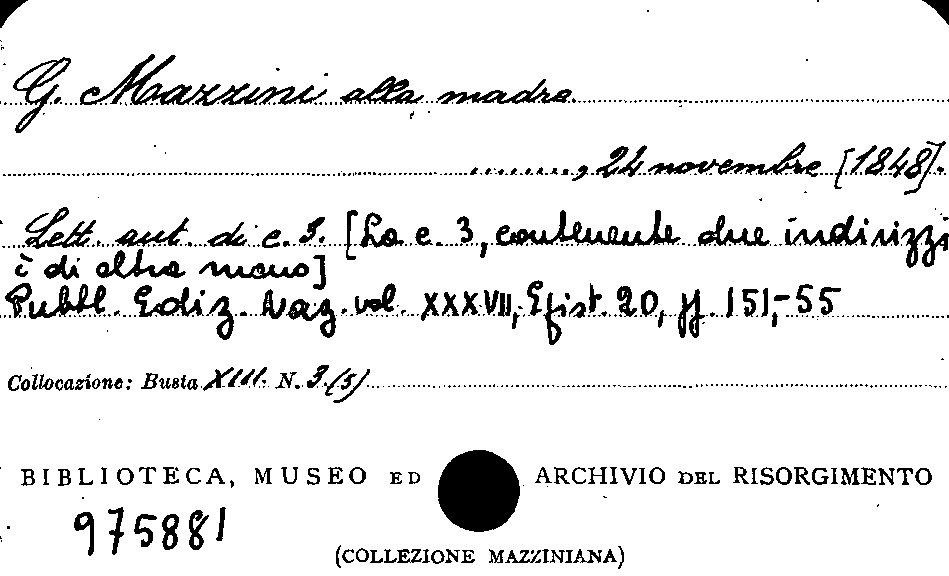 G. Mazzini alla madre
........., 24 novembre [1848].
Lett. aut. di c. 3. [La c. 3, contenente due indirizzi
è di altra mano]
Pubbl. Ediz. Naz. vol. XXXVII, Epist. 20, pp. 151,-55
Collocazione: Busta XIII. N. 3.(5)
BIBLIOTECA, MUSEO ED ARCHIVIO DEL RISORGIMENTO
975881
(COLLEZIONE MAZZINIANA)